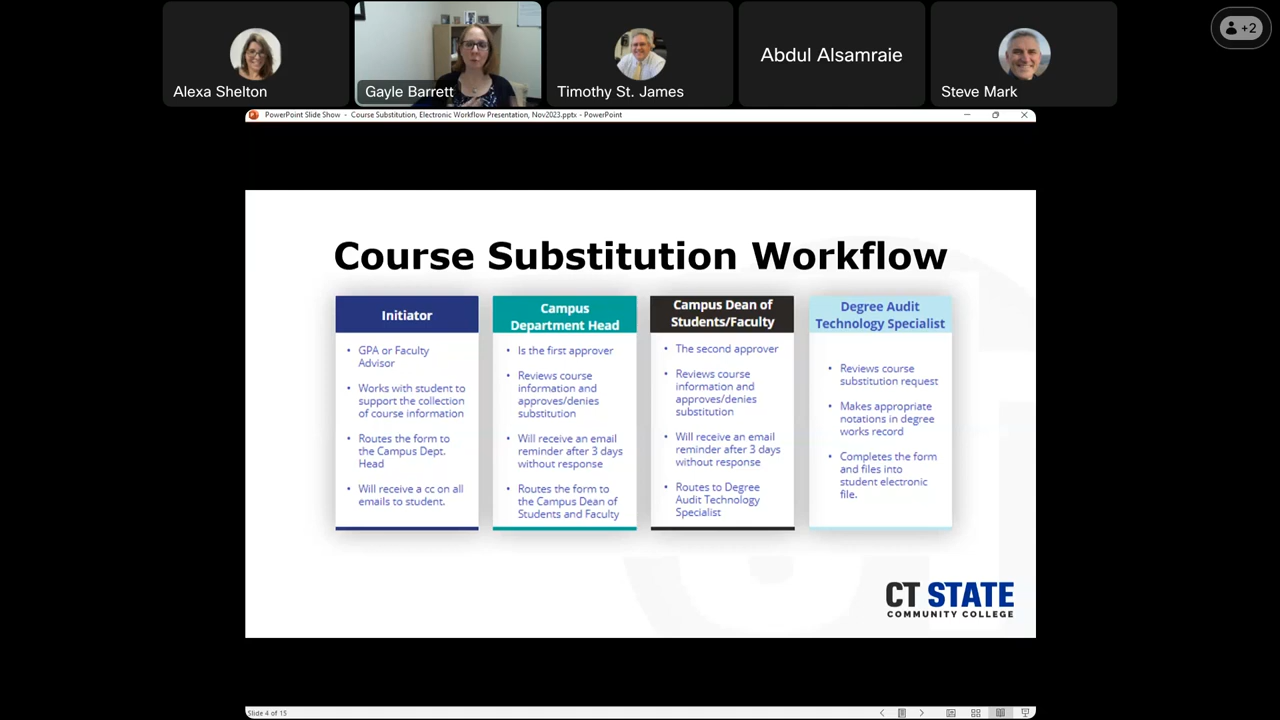 Alexa Shelton
Gayle Barrett
Timothy St. James
Abdul Alsamraie
Steve Mark
+2
PowerPoint Slide Show - Course Substitution, Electronic Workflow Presentation, Nov2023.pptx - PowerPoint
Course Substitution Workflow
Initiator
• GPA or Faculty
Advisor
• Works with student to
support the collection
of course information
• Routes the form to
the Campus Dept.
Head
• Will receive a cc on all
emails to student.
Campus
Department Head
• Is the first approver
• Reviews course
information and
approves/denies
substitution
• Will receive an email
reminder after 3 days
without response
• Routes the form to
the Campus Dean of
Students and Faculty
Campus Dean of
Students/Faculty
• The second approver
• Reviews course
information and
approves/denies
substitution
• Will receive an email
reminder after 3 days
without response
• Routes to Degree
Audit Technology
Specialist
Degree Audit
Technology Specialist
• Reviews course
substitution request
• Makes appropriate
notations in degree
works record
• Completes the form
and files into
student electronic
file.
CT STATE
COMMUNITY COLLEGE
Slide 4 of 15